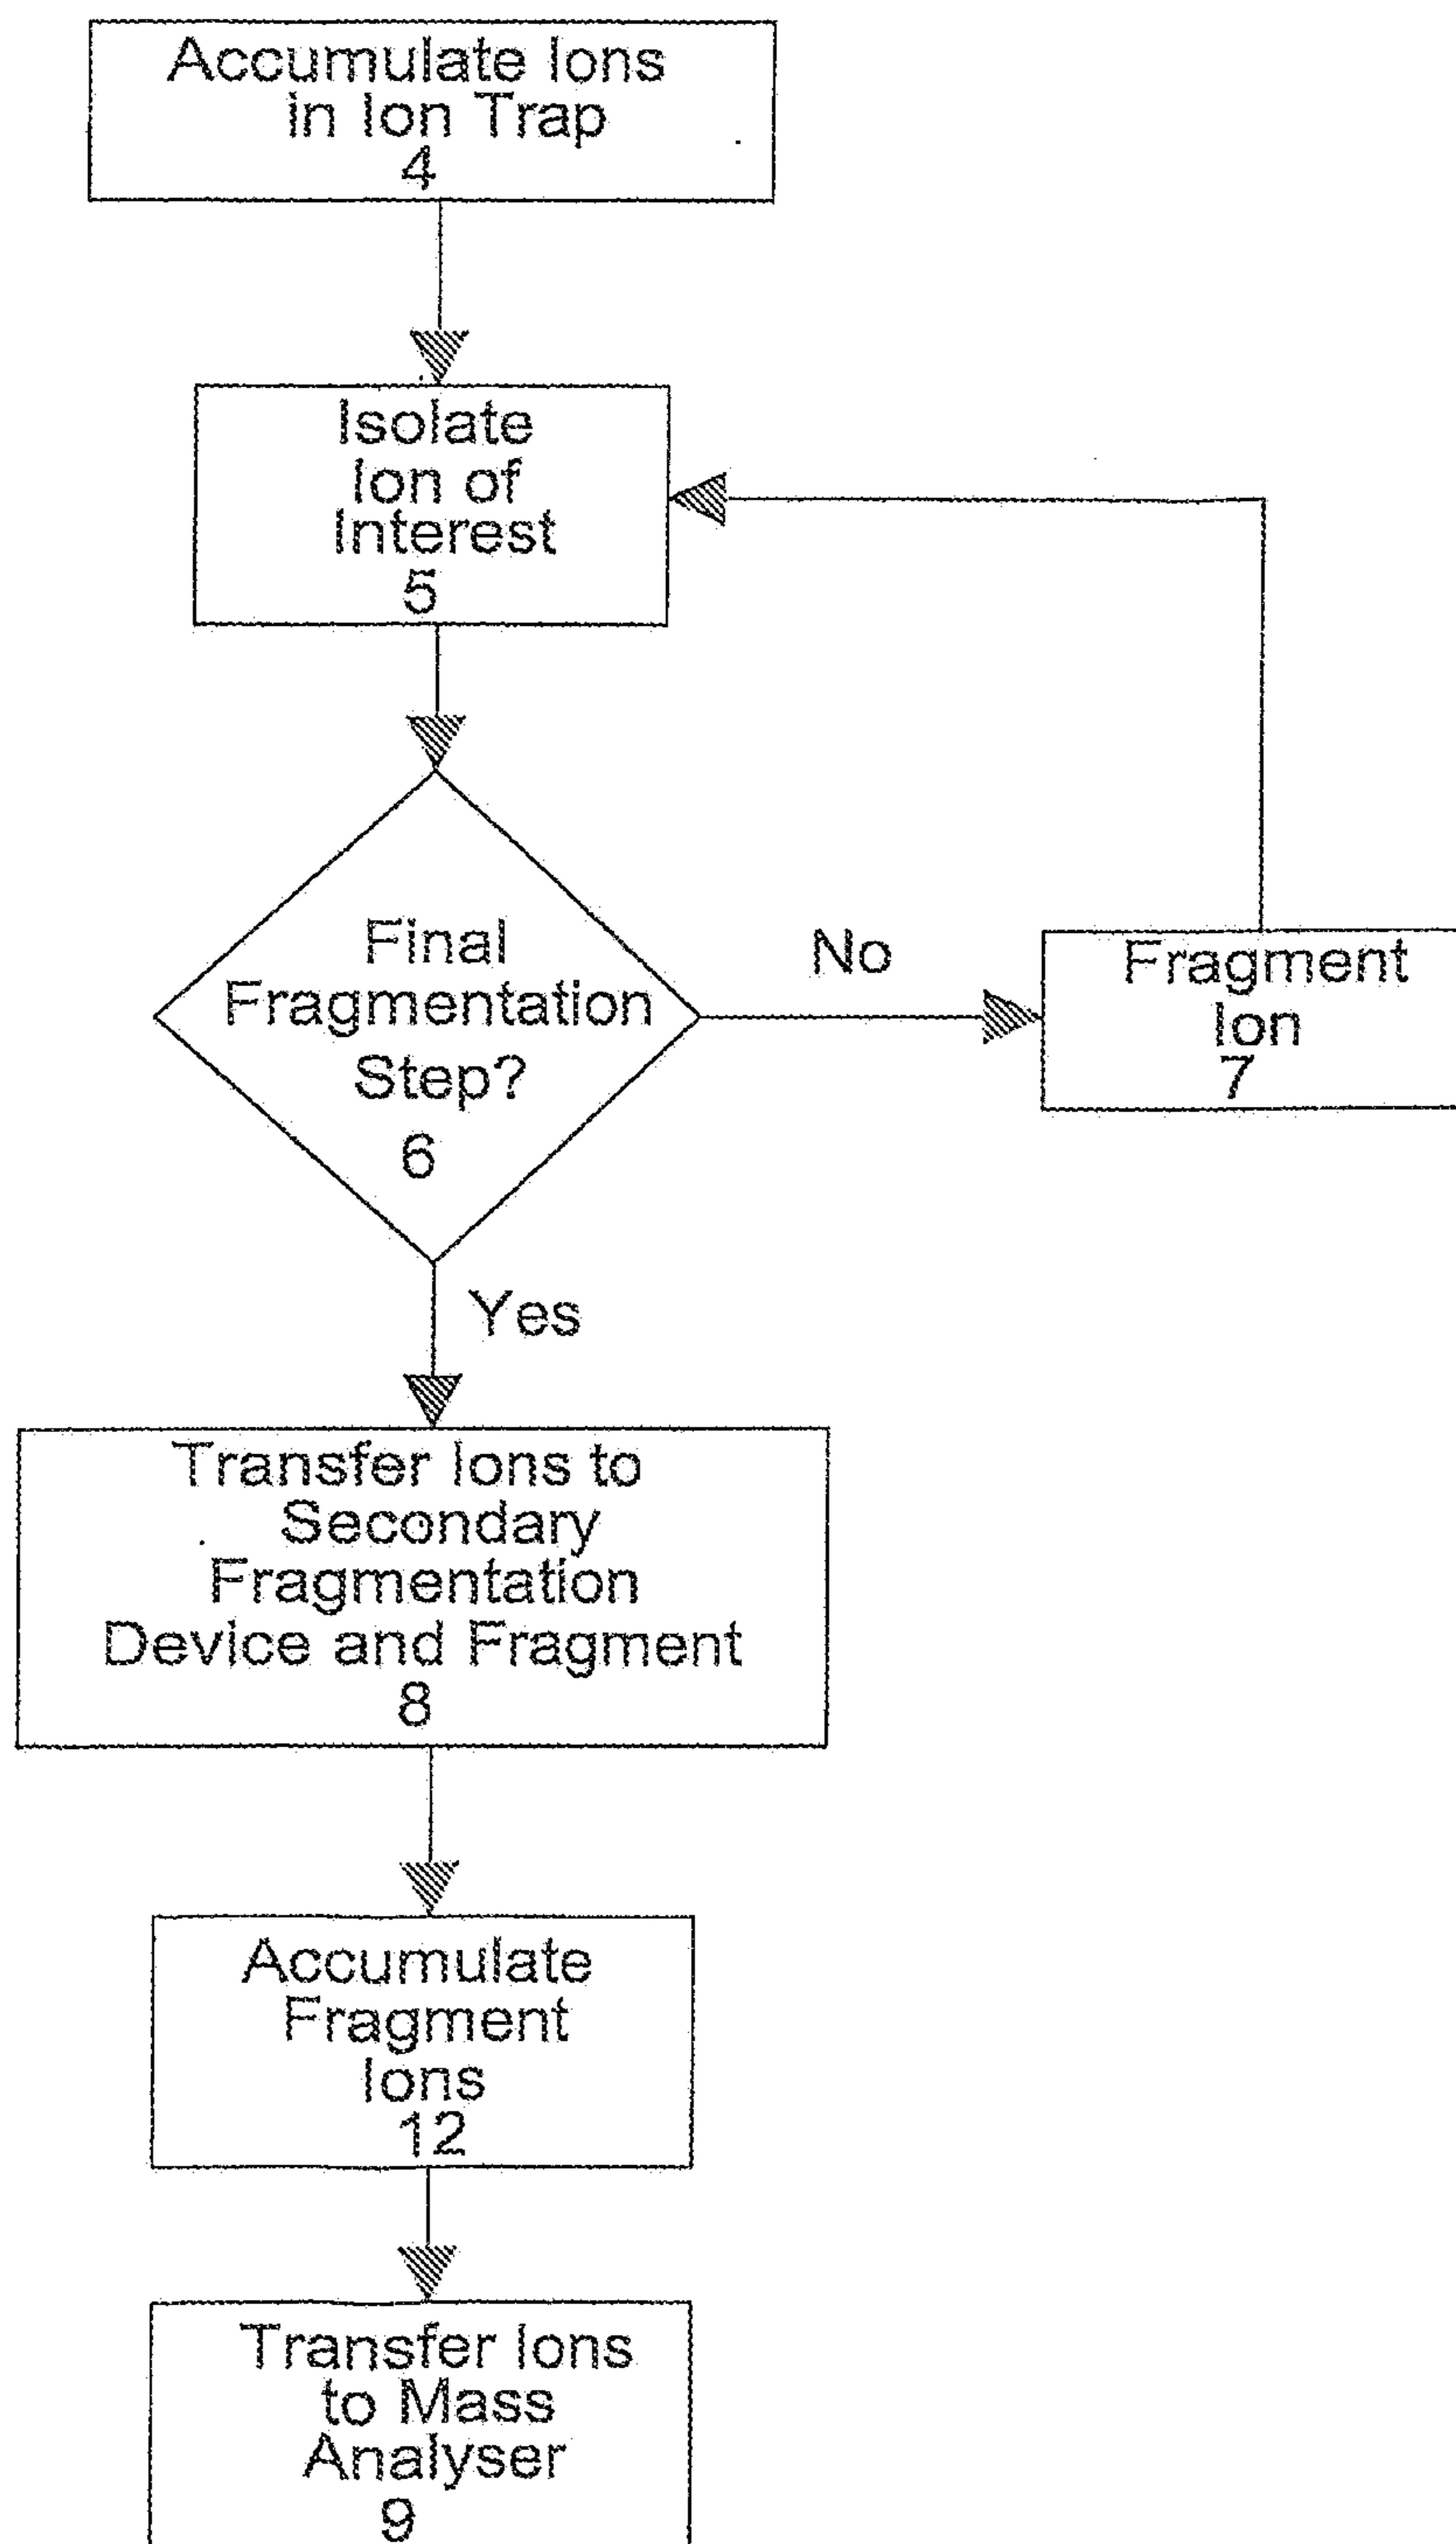 Accumulate Ions
in Ion Trap
4
Isolate
Ion of
Interest
5
Final
Fragmentation
Step?
6
No
Fragment
Ion
7
Yes
Transfer Ions to
Secondary
Fragmentation
Device and Fragment
8
Accumulate
Fragment
Ions
12
Transfer Ions
to Mass
Analyser
9